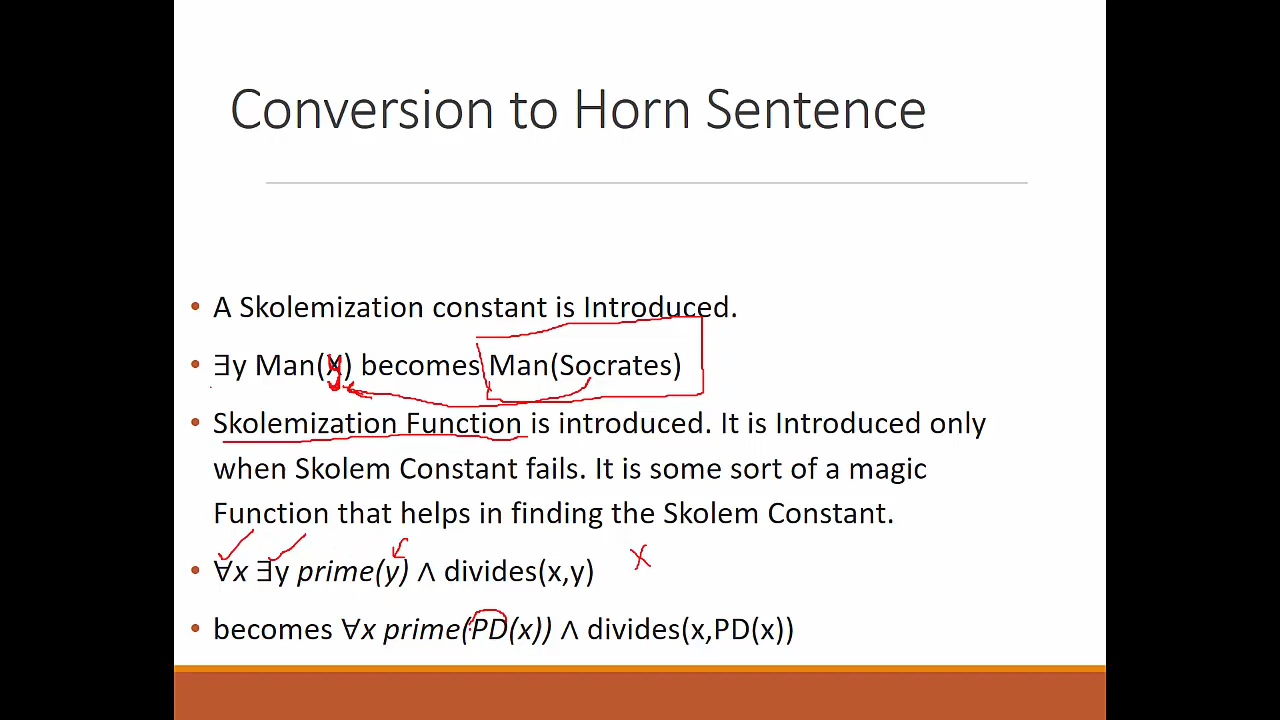 Conversion to Horn Sentence
• A Skolemization constant is Introduced.
• ∃y Man(y) becomes Man(Socrates)
• Skolemization Function is introduced. It is Introduced only
when Skolem Constant fails. It is some sort of a magic
Function that helps in finding the Skolem Constant.
• ∀x ∃y prime(y) ∧ divides(x,y) x
• becomes ∀x prime(PD(x)) ∧ divides(x,PD(x))